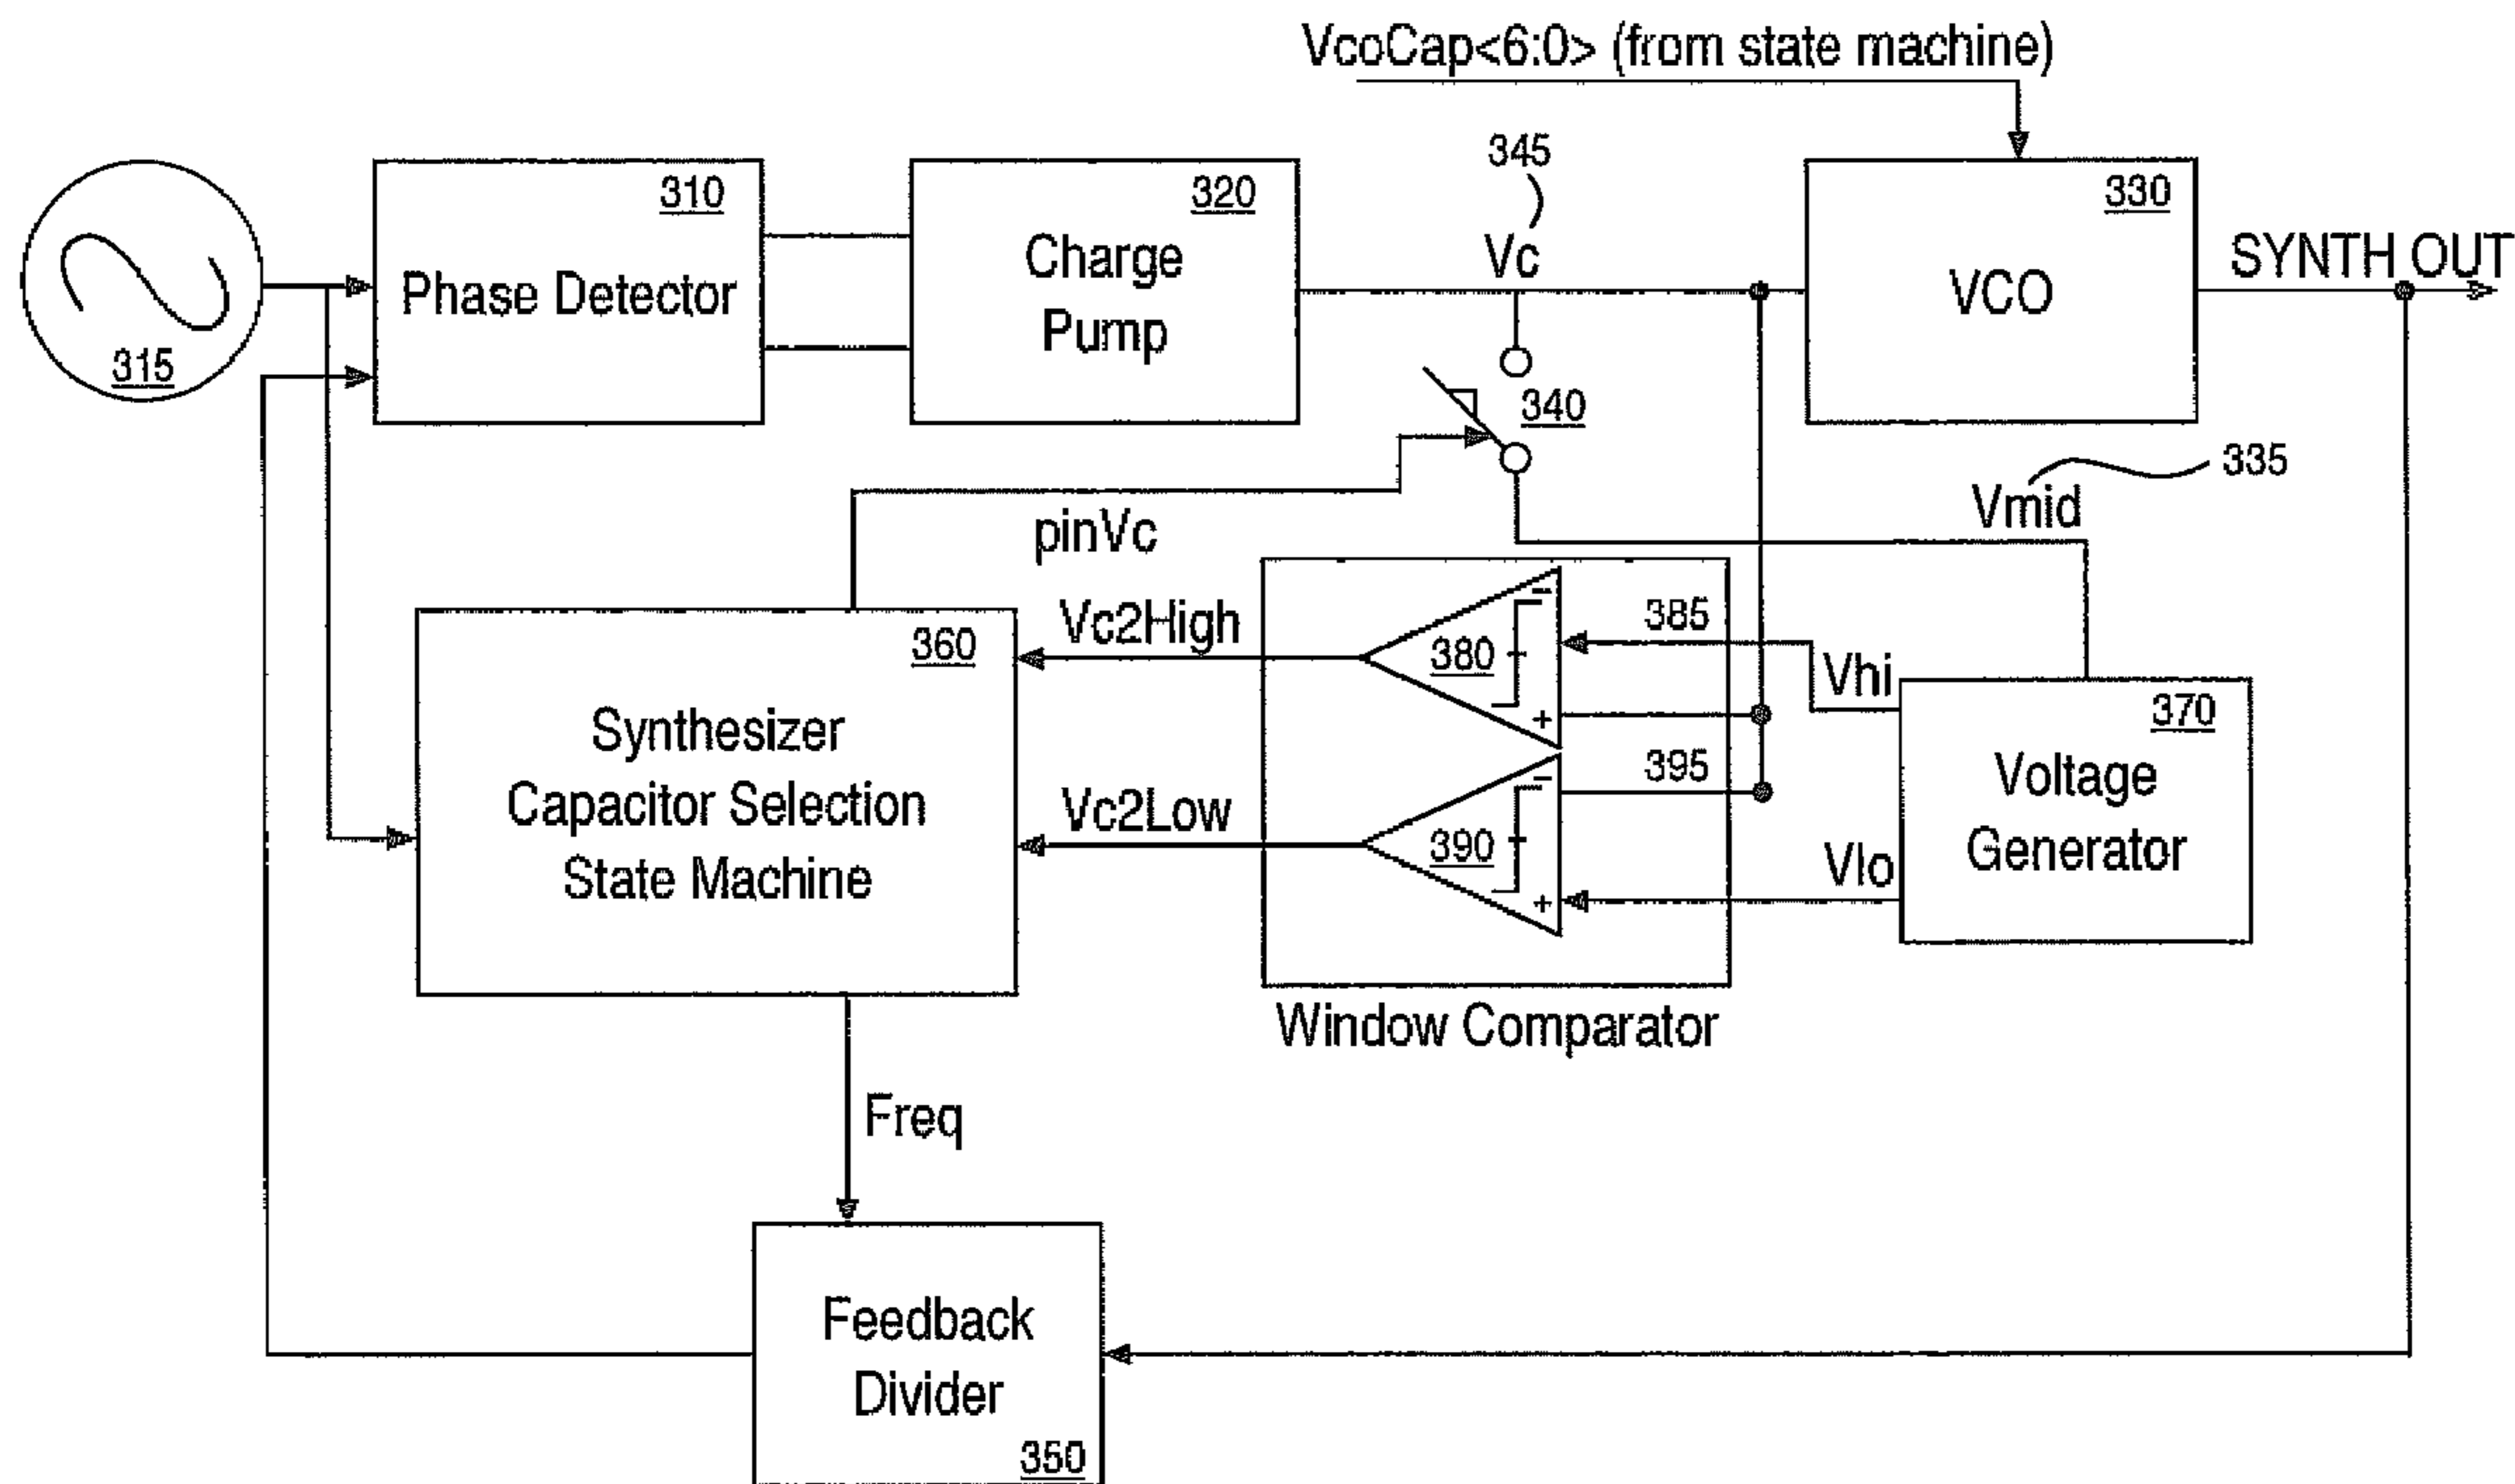 VcoCap<6:0> (from state machine)
345
310
320
330
Phase Detector
Charge
Pump
Vc
VCO
SYNTH OUT
315
340
335
Vmid
pinVc
360
Synthesizer
Capacitor Selection
State Machine
Vc2High
Vc2Low
380
-
+
385
390
-
+
395
Vhi
Vlo
370
Voltage
Generator
Window Comparator
Freq
Feedback
Divider
350